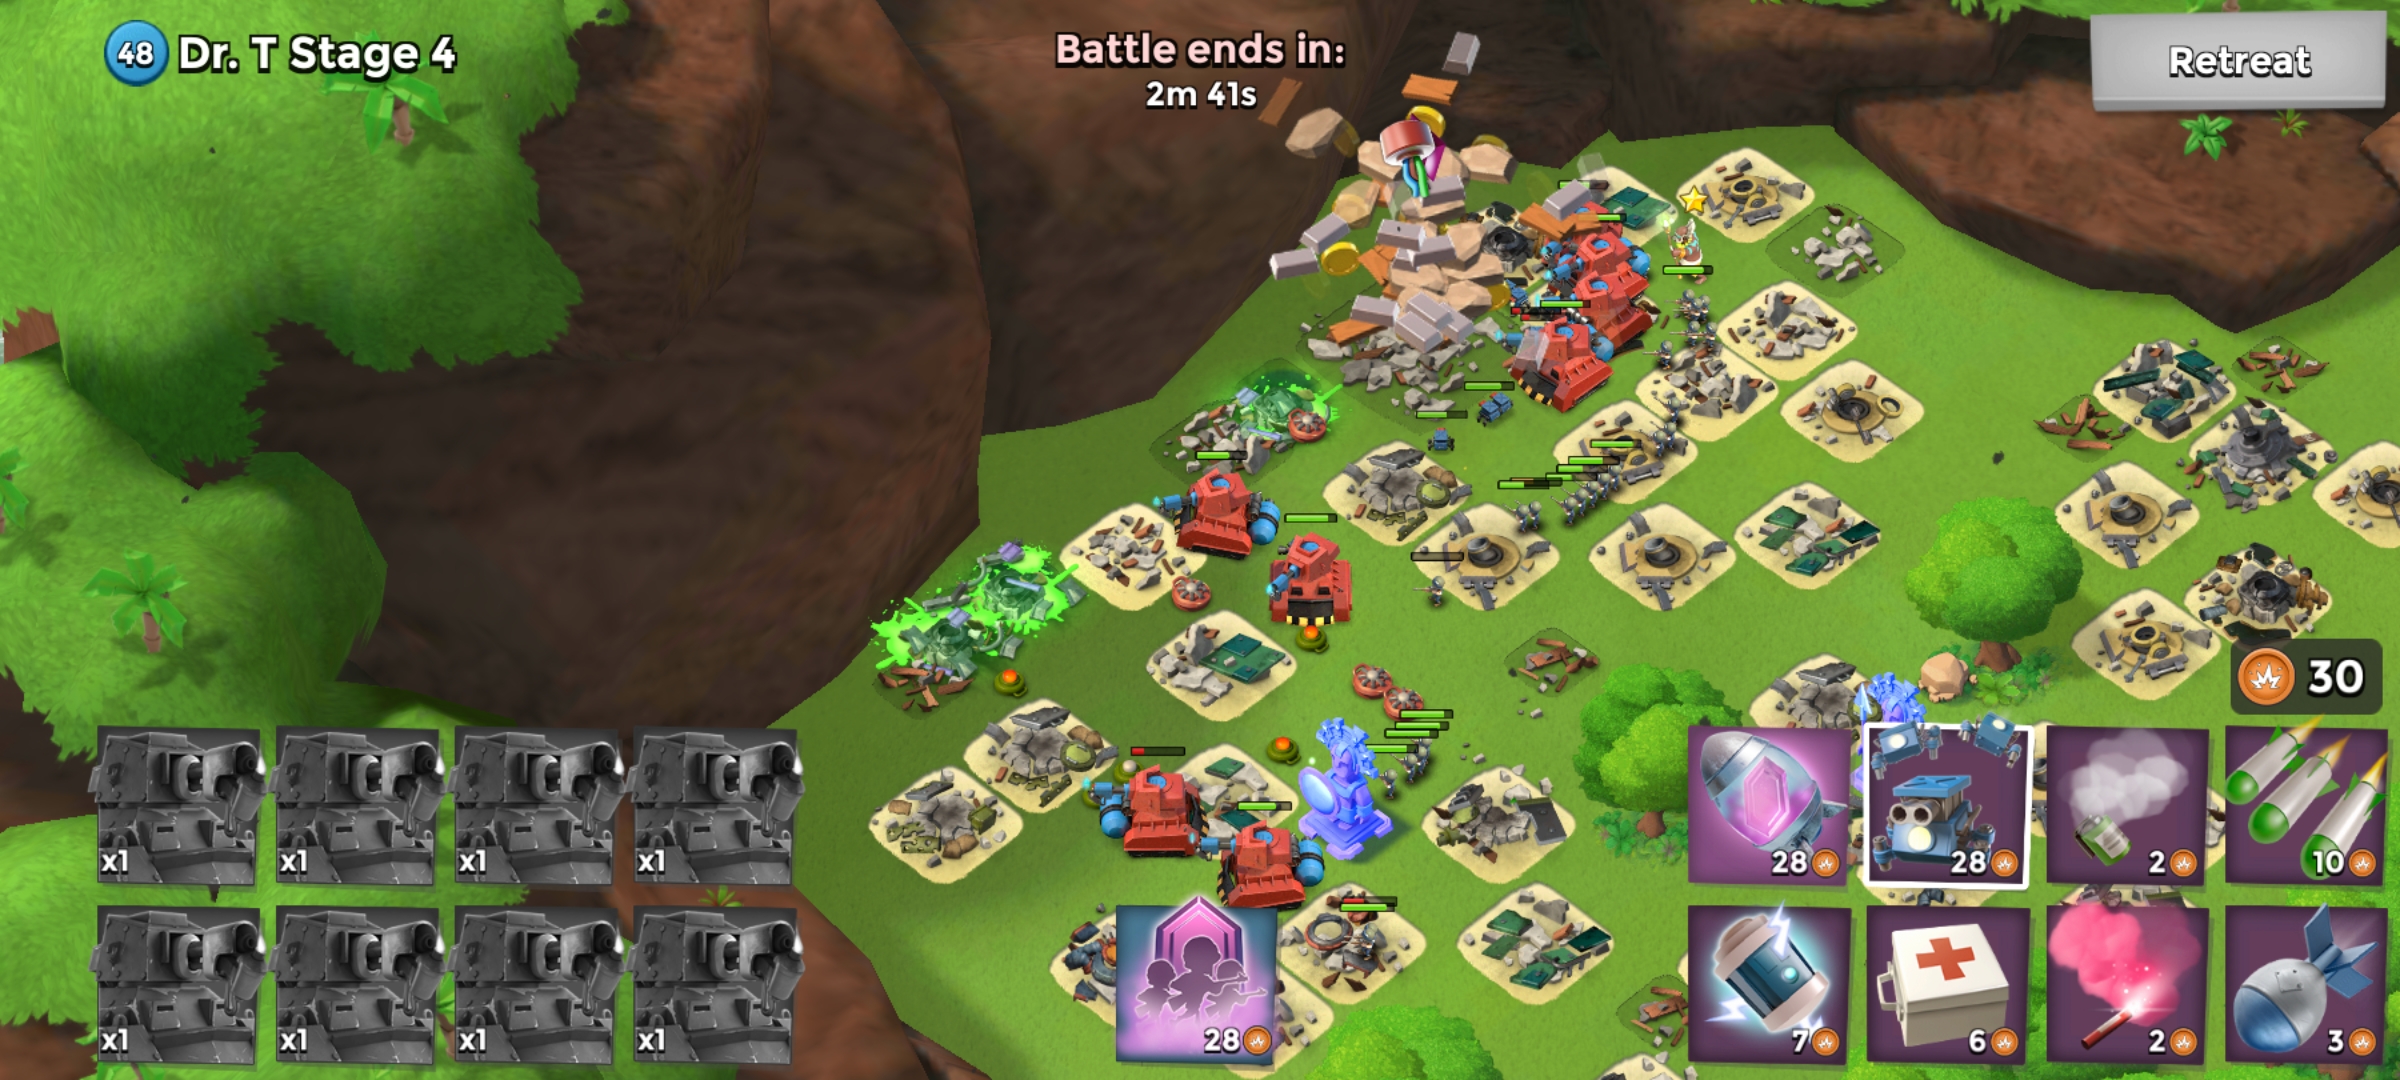 48 Dr. T Stage 4
Battle ends in:
2m 41s
Retreat
30
x1 x1 x1 x1
28 28 2 10
x1 x1 x1 x1
28 7 6 2 3